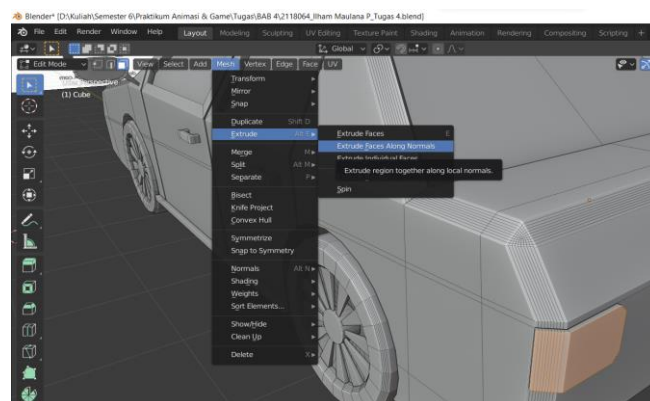 Blender* [D:\Kuliah\Semester 6\Praktikum Animasi & Game\Tugas\BAB 4\2118064_Ilham Maulana P_Tugas 4.blend]
File Edit Render Window Help Layout Modeling Sculpting UV Editing Texture Paint Shading Animation Rendering Compositing Scripting +
Global
Edit Mode View Select Add Mesh Vertex Edge Face UV
Perspective
(1) Cube
Transform
Mirror
Snap
Duplicate Shift D
Extrude Alt E
Extrude Faces E
Extrude Faces Along Normals
Extrude Individual Faces
Extrude region together along local normals.
Spin
Merge M
Split Alt M
Separate P
Bisect
Knife Project
Convex Hull
Symmetrize
Snap to Symmetry
Normals Alt N
Shading
Weights
Sort Elements...
Show/Hide
Clean Up
Delete X